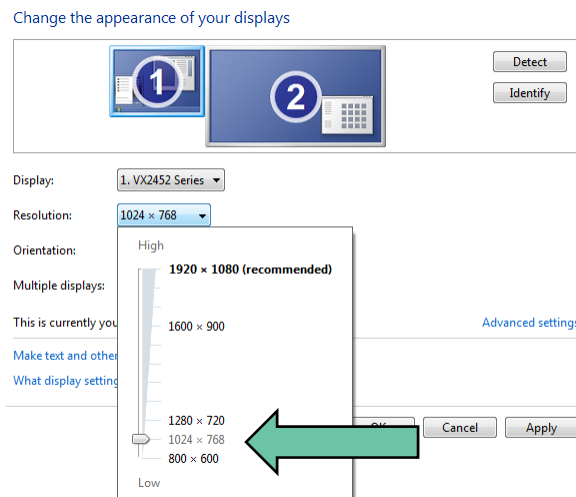 Change the appearance of your displays
1
2
Detect
Identify
Display: 1. VX2452 Series
Resolution: 1024 × 768
High
Orientation:
1920 × 1080 (recommended)
Multiple displays:
This is currently you
1600 × 900
Advanced settings
Make text and other
What display setting
1280 × 720
OK Cancel Apply
1024 × 768
800 × 600
Low